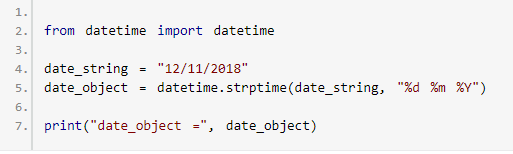 1.
2. from datetime import datetime
3.
4. date_string = "12/11/2018"
5. date_object = datetime.strptime(date_string, "%d %m %Y")
6.
7. print("date_object =", date_object)